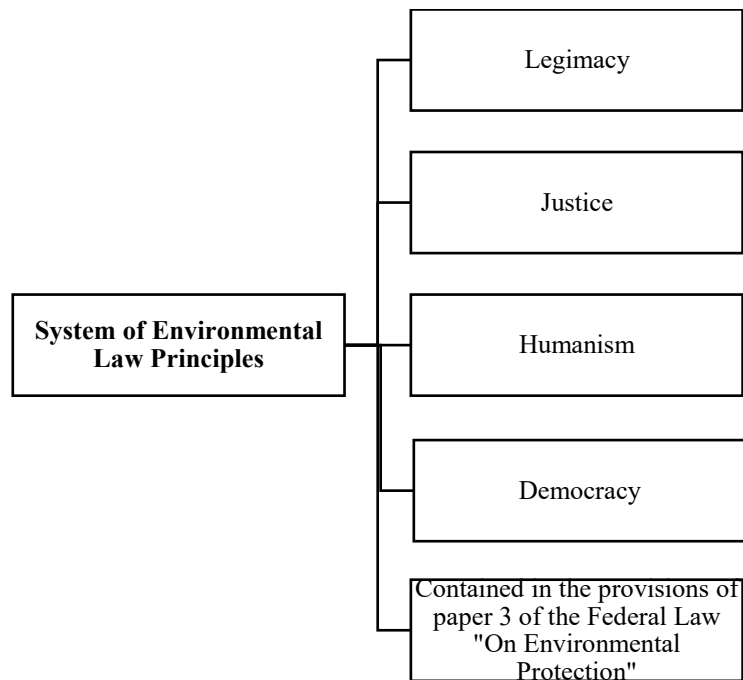 Legimacy
Justice
System of Environmental
Law Principles
Humanism
Democracy
Contained in the provisions of
paper 3 of the Federal Law
"On Environmental
Protection"